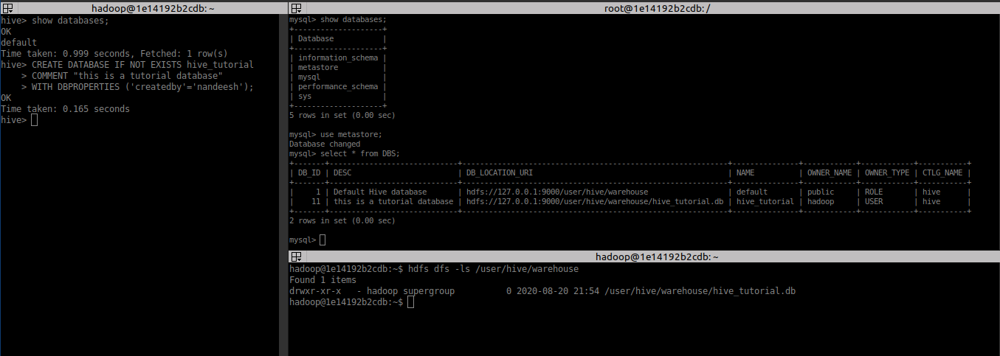 hadoop@1e14192b2cdb: ~
hive> show databases;
OK
default
Time taken: 0.999 seconds, Fetched: 1 row(s)
hive> CREATE DATABASE IF NOT EXISTS hive_tutorial
    > COMMENT "this is a tutorial database"
    > WITH DBPROPERTIES ('createdby'='nandeesh');
OK
Time taken: 0.165 seconds
hive>
root@1e14192b2cdb: /
mysql> show databases;
+--------------------+
| Database           |
+--------------------+
| information_schema |
| metastore          |
| mysql              |
| performance_schema |
| sys                |
+--------------------+
5 rows in set (0.00 sec)
mysql> use metastore;
Database changed
mysql> select * from DBS;
+-------+-----------------------------+------------------------------------------------------------+---------------+------------+------------+-----------+
| DB_ID | DESC                        | DB_LOCATION_URI                                            | NAME          | OWNER_NAME | OWNER_TYPE | CTLG_NAME |
+-------+-----------------------------+------------------------------------------------------------+---------------+------------+------------+-----------+
|     1 | Default Hive database       | hdfs://127.0.0.1:9000/user/hive/warehouse                  | default       | public     | ROLE       | hive      |
|    11 | this is a tutorial database | hdfs://127.0.0.1:9000/user/hive/warehouse/hive_tutorial.db | hive_tutorial | hadoop     | USER       | hive      |
+-------+-----------------------------+------------------------------------------------------------+---------------+------------+------------+-----------+
2 rows in set (0.00 sec)
mysql>
hadoop@1e14192b2cdb: ~
hadoop@1e14192b2cdb:~$ hdfs dfs -ls /user/hive/warehouse
Found 1 items
drwxr-xr-x   - hadoop supergroup          0 2020-08-20 21:54 /user/hive/warehouse/hive_tutorial.db
hadoop@1e14192b2cdb:~$